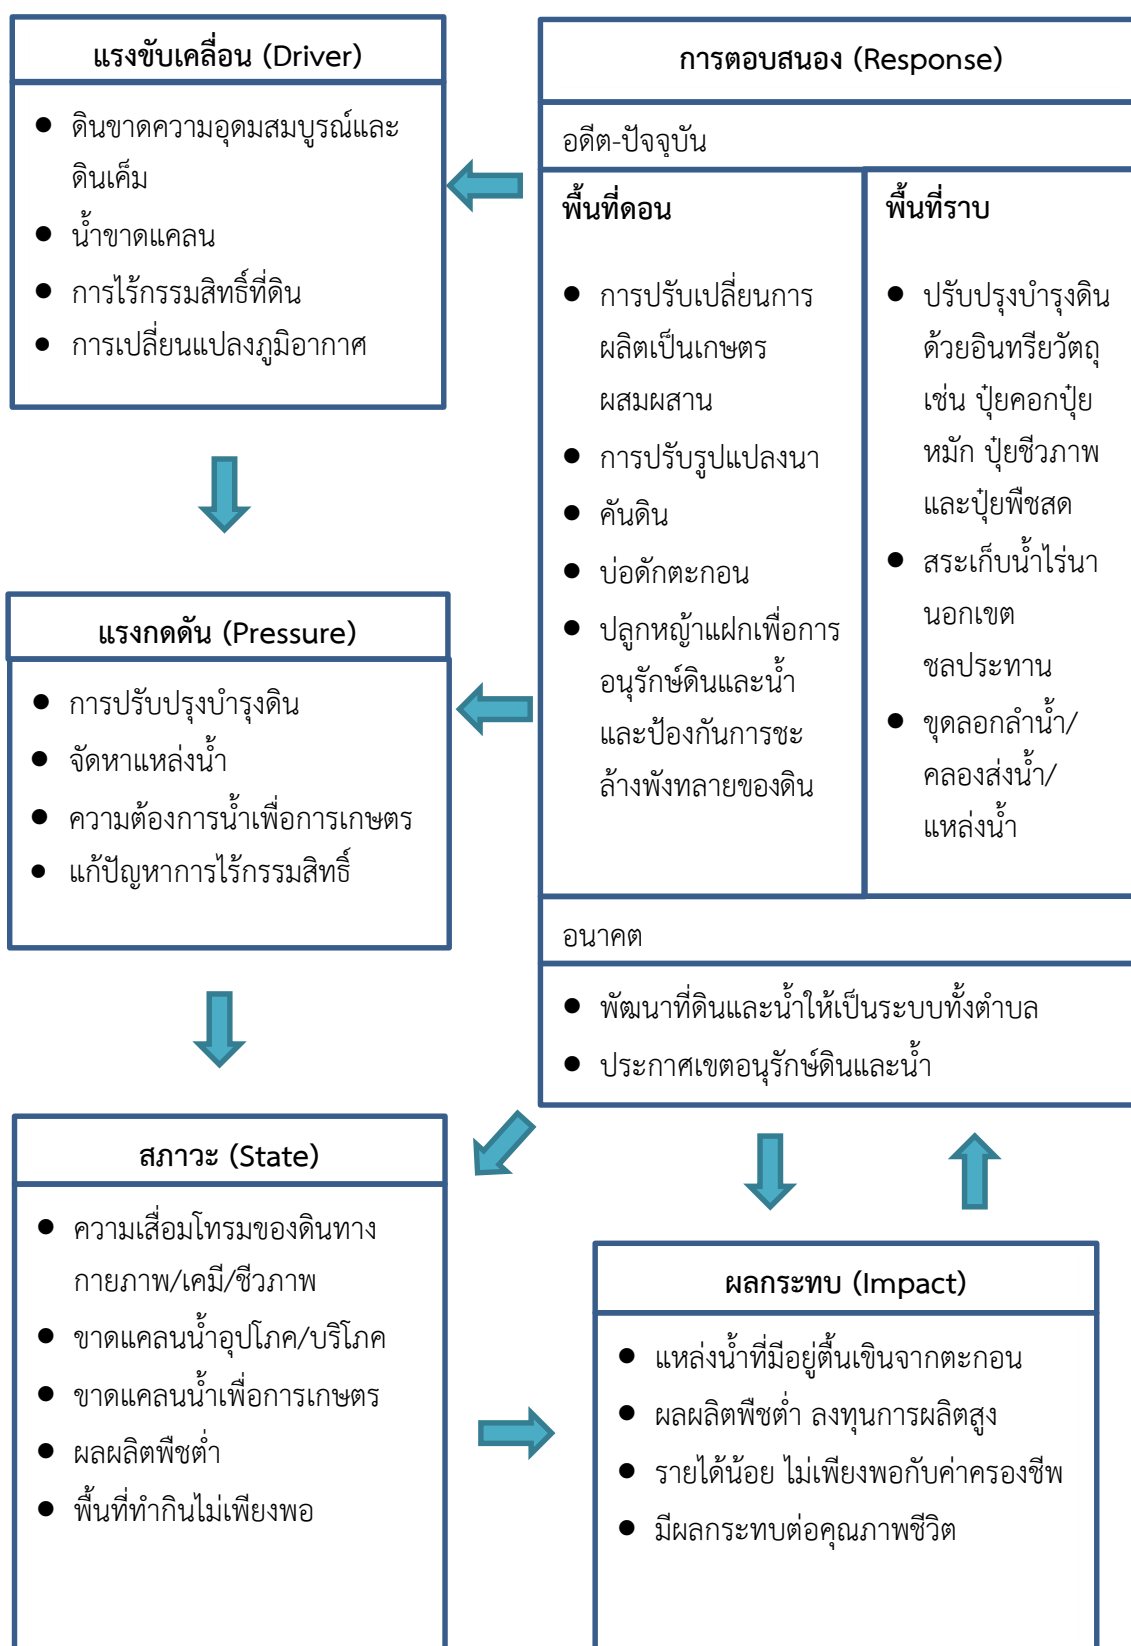 แรงขับเคลื่อน (Driver)
● ดินขาดความอุดมสมบูรณ์และ
ดินเค็ม
● น้ำขาดแคลน
● การไร้กรรมสิทธิ์ที่ดิน
● การเปลี่ยนแปลงภูมิอากาศ
แรงกดดัน (Pressure)
● การปรับปรุงบำรุงดิน
● จัดหาแหล่งน้ำ
● ความต้องการน้ำเพื่อการเกษตร
● แก้ปัญหาการไร้กรรมสิทธิ์
สภาวะ (State)
● ความเสื่อมโทรมของดินทาง
กายภาพ/เคมี/ชีวภาพ
● ขาดแคลนน้ำอุปโภค/บริโภค
● ขาดแคลนน้ำเพื่อการเกษตร
● ผลผลิตพืชต่ำ
● พื้นที่ทำกินไม่เพียงพอ
การตอบสนอง (Response)
อดีต-ปัจจุบัน
พื้นที่ดอน
● การปรับเปลี่ยนการ
ผลิตเป็นเกษตร
ผสมผสาน
● การปรับรูปแปลงนา
● คันดิน
● บ่อดักตะกอน
● ปลูกหญ้าแฝกเพื่อการ
อนุรักษ์ดินและน้ำ
และป้องกันการชะ
ล้างพังทลายของดิน
พื้นที่ราบ
● ปรับปรุงบำรุงดิน
ด้วยอินทรียวัตถุ
เช่น ปุ๋ยคอกปุ๋ย
หมัก ปุ๋ยชีวภาพ
และปุ๋ยพืชสด
● สระเก็บน้ำไร่นา
นอกเขต
ชลประทาน
● ขุดลอกลำน้ำ/
คลองส่งน้ำ/
แหล่งน้ำ
อนาคต
● พัฒนาที่ดินและน้ำให้เป็นระบบทั้งตำบล
● ประกาศเขตอนุรักษ์ดินและน้ำ
ผลกระทบ (Impact)
● แหล่งน้ำที่มีอยู่ตื้นเขินจากตะกอน
● ผลผลิตพืชต่ำ ลงทุนการผลิตสูง
● รายได้น้อย ไม่เพียงพอกับค่าครองชีพ
● มีผลกระทบต่อคุณภาพชีวิต